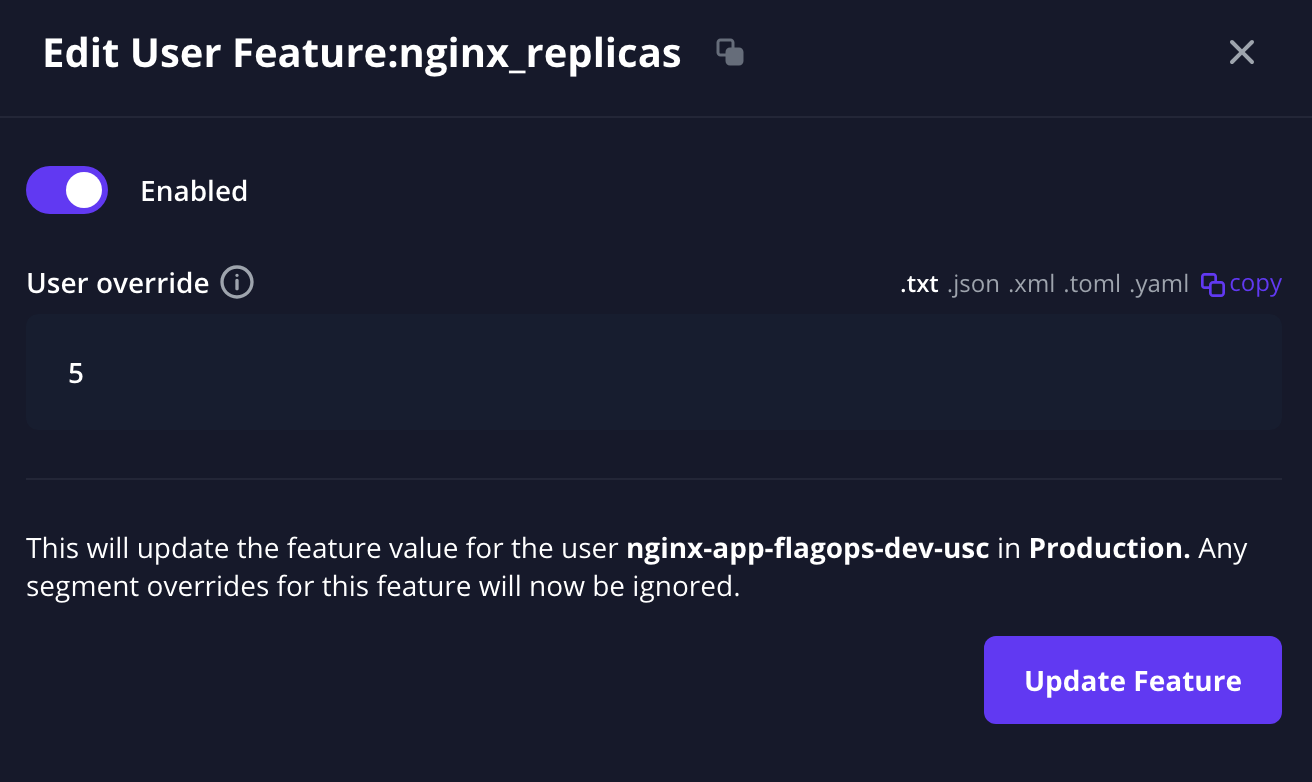 Edit User Feature:nginx_replicas
Enabled
User override
.txt .json .xml .toml .yaml copy
5
This will update the feature value for the user nginx-app-flagops-dev-usc in Production. Any
segment overrides for this feature will now be ignored.
Update Feature